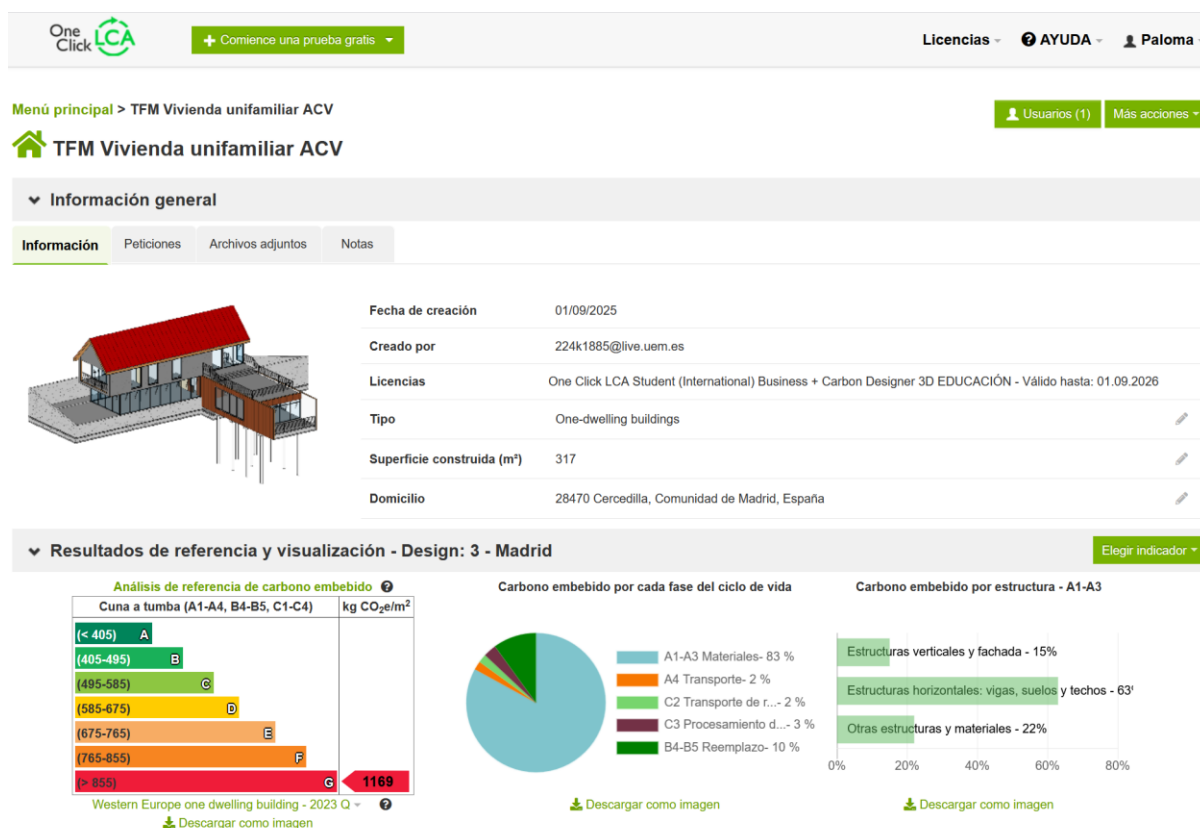 One Click LCA
Comience una prueba gratis
Licencias
AYUDA
Paloma
Menú principal > TFM Vivienda unifamiliar ACV
Usuarios (1)
Más acciones
TFM Vivienda unifamiliar ACV
Información general
Información
Peticiones
Archivos adjuntos
Notas
Fecha de creación 01/09/2025
Creado por 224k1885@live.uem.es
Licencias One Click LCA Student (International) Business + Carbon Designer 3D EDUCACIÓN - Válido hasta: 01.09.2026
Tipo One-dwelling buildings
Superficie construida (m²) 317
Domicilio 28470 Cercedilla, Comunidad de Madrid, España
Resultados de referencia y visualización - Design: 3 - Madrid
Elegir indicador
Análisis de referencia de carbono embebido ?
Cuna a tumba (A1-A4, B4-B5, C1-C4) kg CO₂e/m²
(< 405) A
(405-495) B
(495-585) C
(585-675) D
(675-765) E
(765-855) F
(> 855) G 1169
Western Europe one dwelling building - 2023 Q ?
Descargar como imagen
Carbono embebido por cada fase del ciclo de vida
A1-A3 Materiales- 83 %
A4 Transporte- 2 %
C2 Transporte de r...- 2 %
C3 Procesamiento d...- 3 %
B4-B5 Reemplazo- 10 %
Descargar como imagen
Carbono embebido por estructura - A1-A3
Estructuras verticales y fachada - 15%
Estructuras horizontales: vigas, suelos y techos - 63
Otras estructuras y materiales - 22%
0% 20% 40% 60% 80%
Descargar como imagen